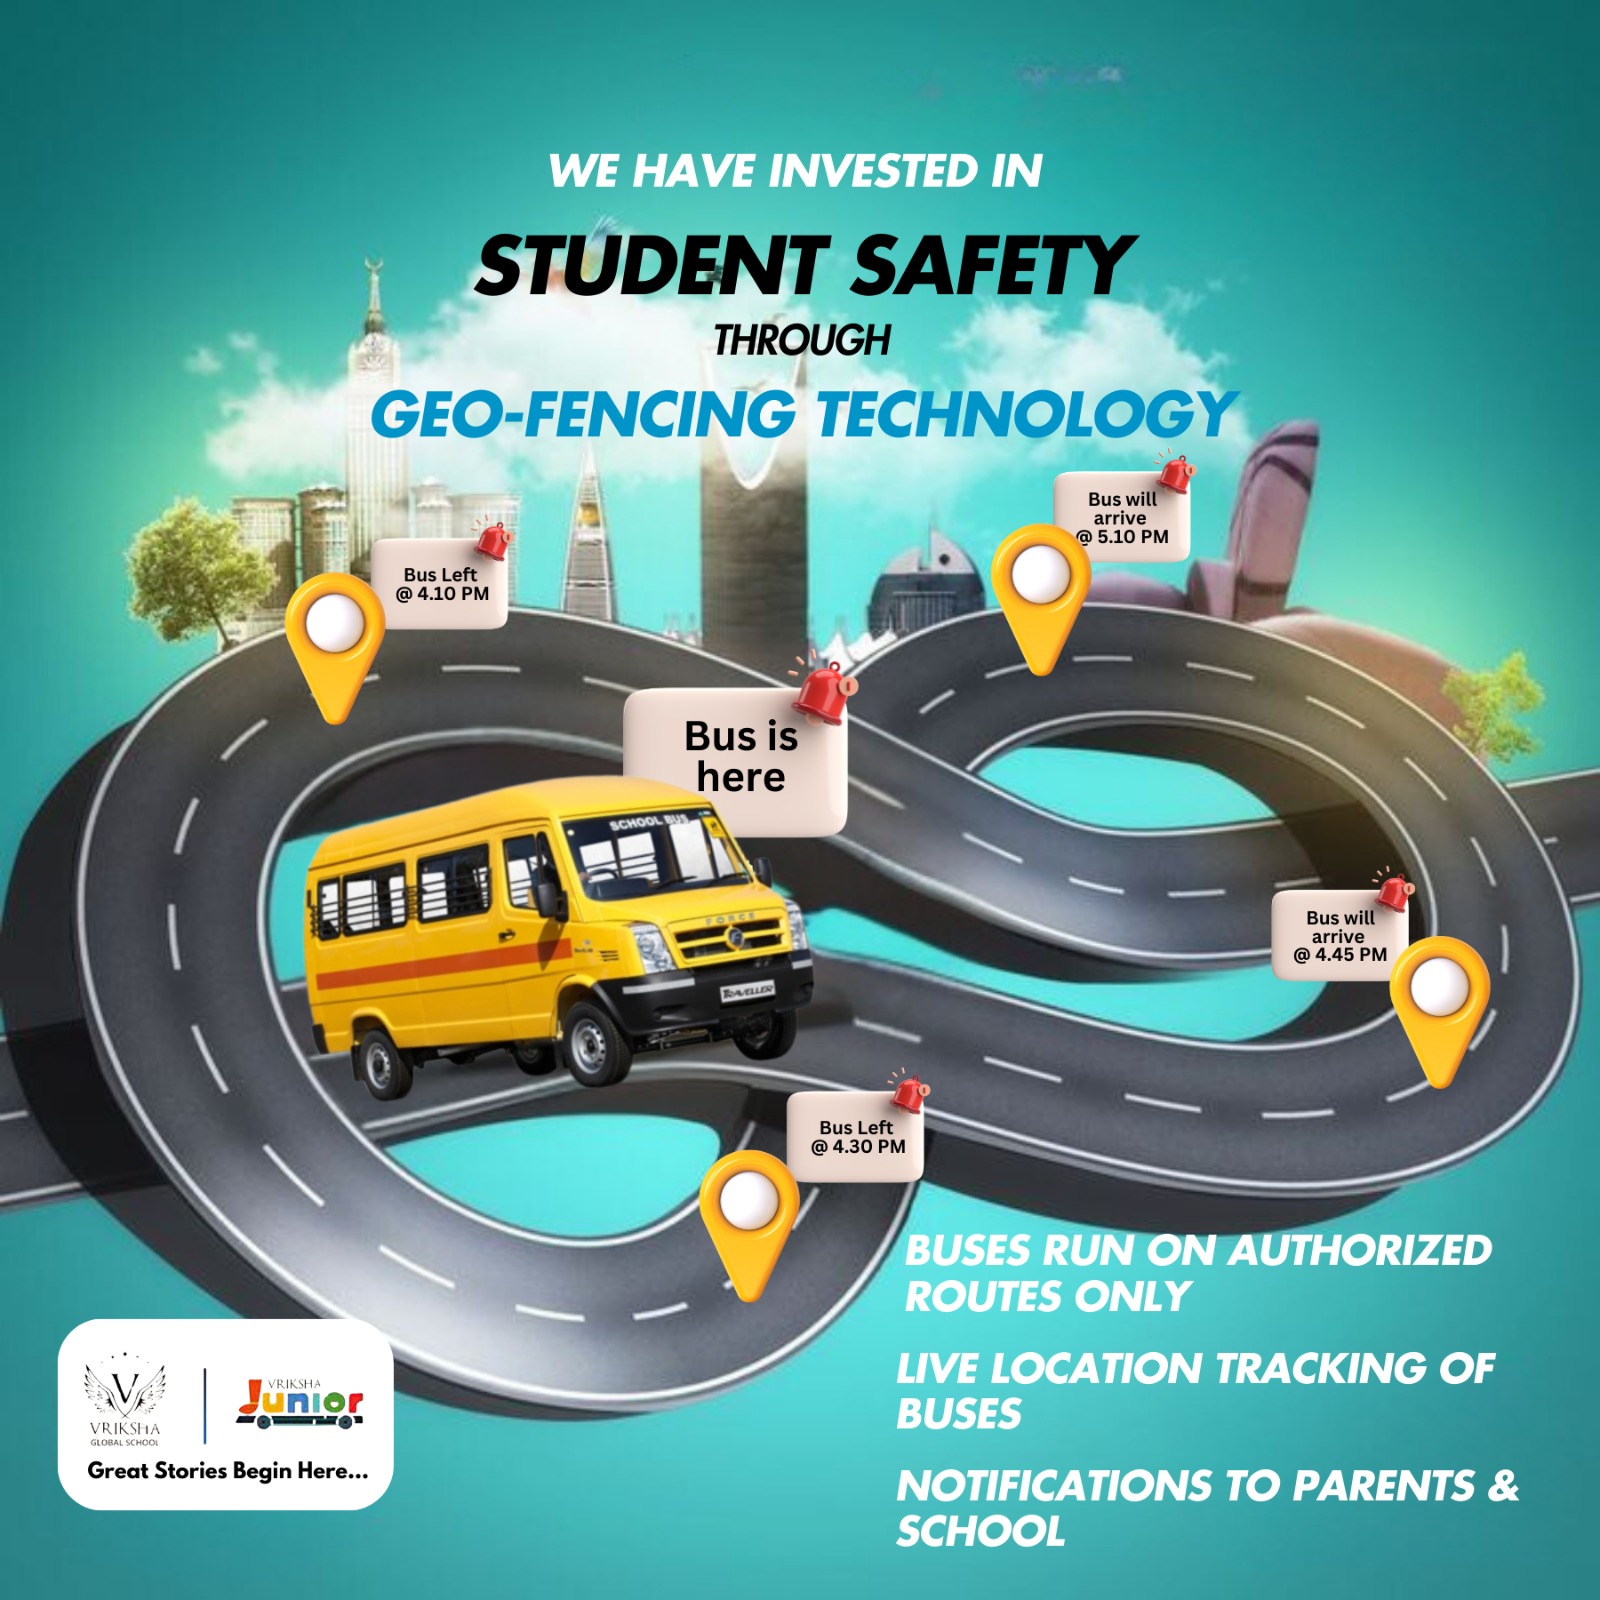 WE HAVE INVESTED IN
STUDENT SAFETY
THROUGH
GEO-FENCING TECHNOLOGY
Bus will
arrive
@ 5.10 PM
Bus Left
@ 4.10 PM
Bus is
here
SCHOOL BUS
FORCE
TRAVELLER
Bus will
arrive
@ 4.45 PM
Bus Left
@ 4.30 PM
BUSES RUN ON AUTHORIZED
ROUTES ONLY
LIVE LOCATION TRACKING OF
BUSES
NOTIFICATIONS TO PARENTS &
SCHOOL
V
VRIKSHA
GLOBAL SCHOOL
VRIKSHA
Junior
Great Stories Begin Here...